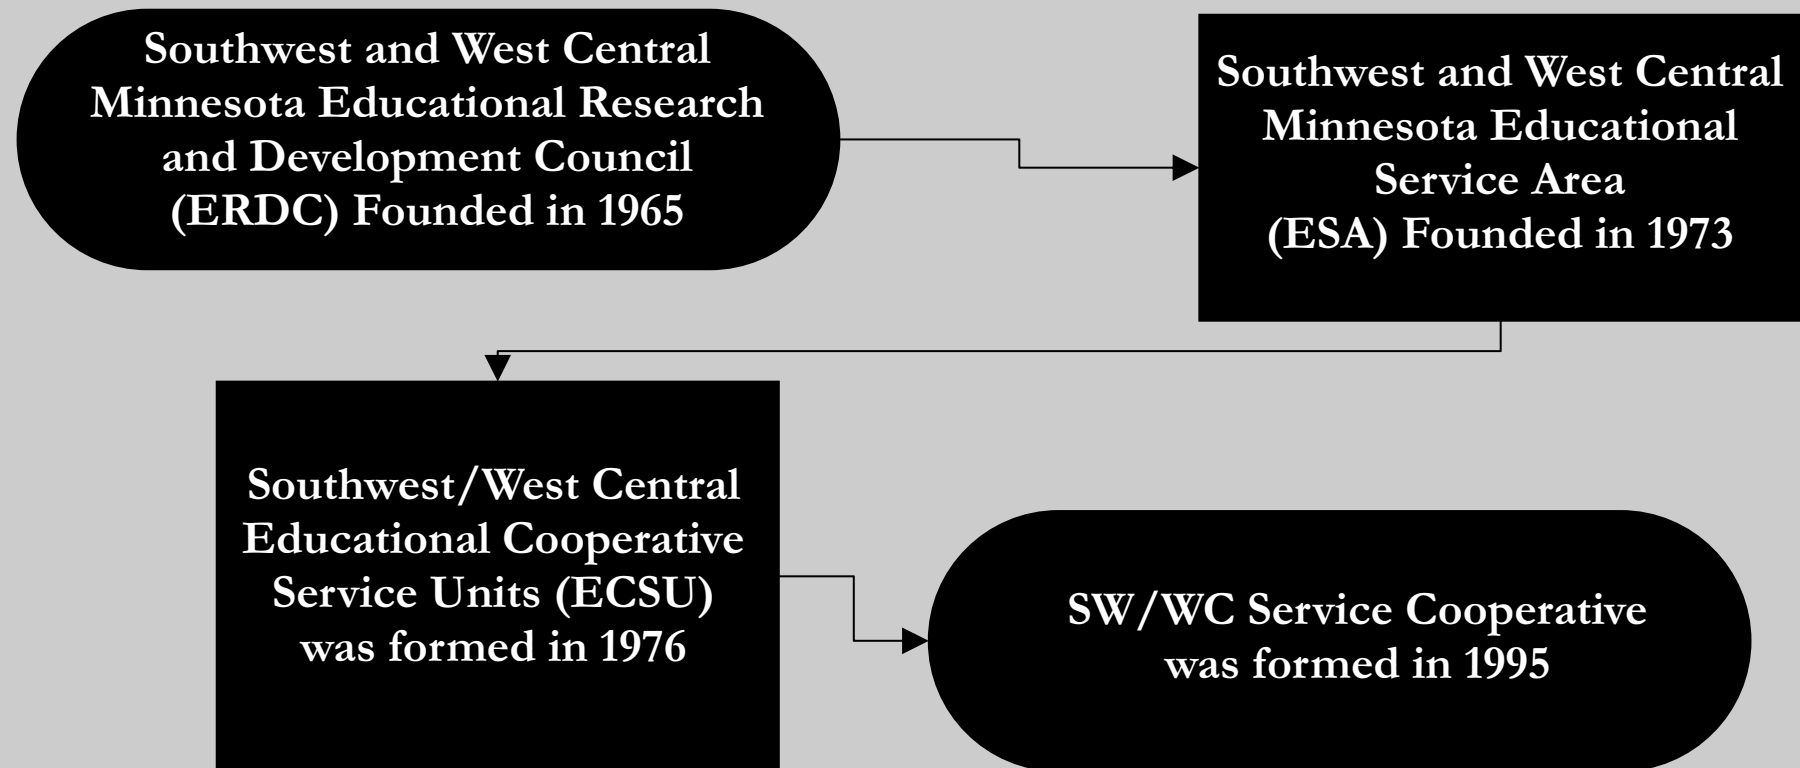 Southwest and West Central
Minnesota Educational Research
and Development Council
(ERDC) Founded in 1965
Southwest and West Central
Minnesota Educational
Service Area
(ESA) Founded in 1973
Southwest/West Central
Educational Cooperative
Service Units (ECSU)
was formed in 1976
SW/WC Service Cooperative
was formed in 1995